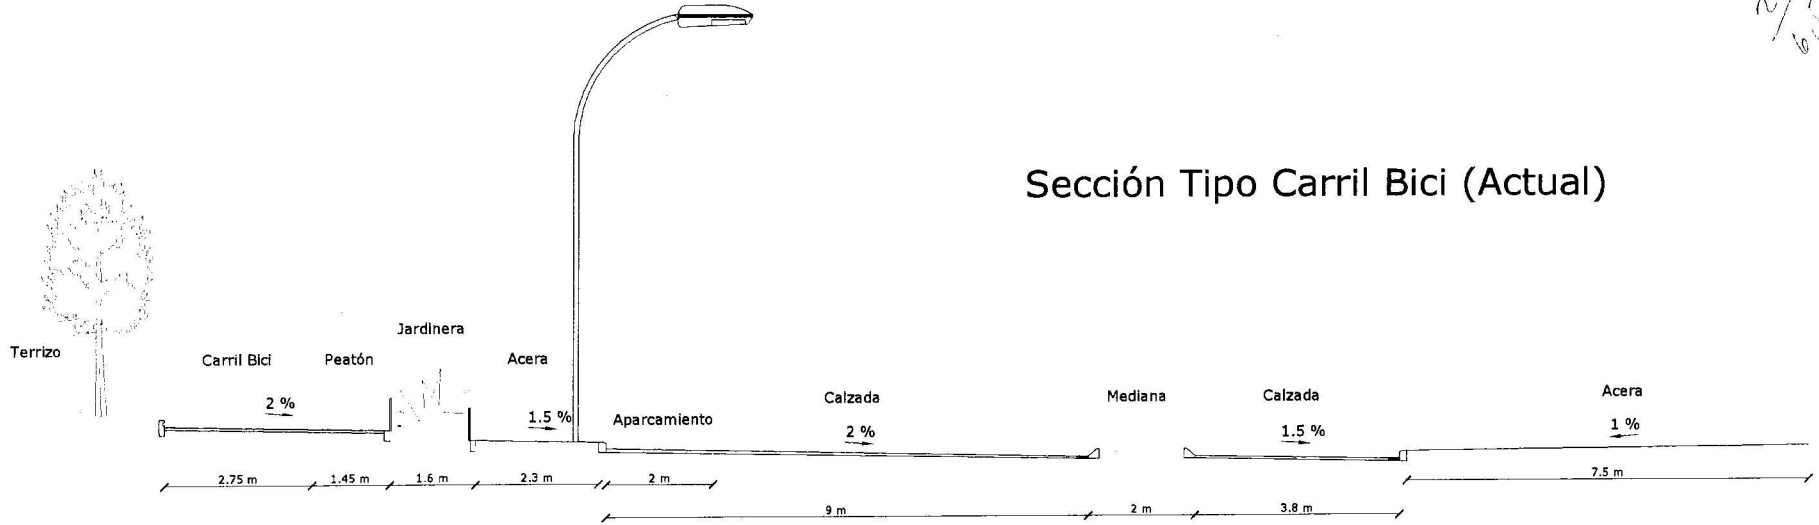 Sección Tipo Carril Bici (Actual)
Jardinera
Terrizo
Carril Bici
Peatón
Acera
Calzada
Mediana
Calzada
Acera
Aparcamiento
2 %
1.5 %
2 %
1.5 %
1 %
2.75 m
1.45 m
1.6 m
2.3 m
2 m
7.5 m
9 m
2 m
3.8 m